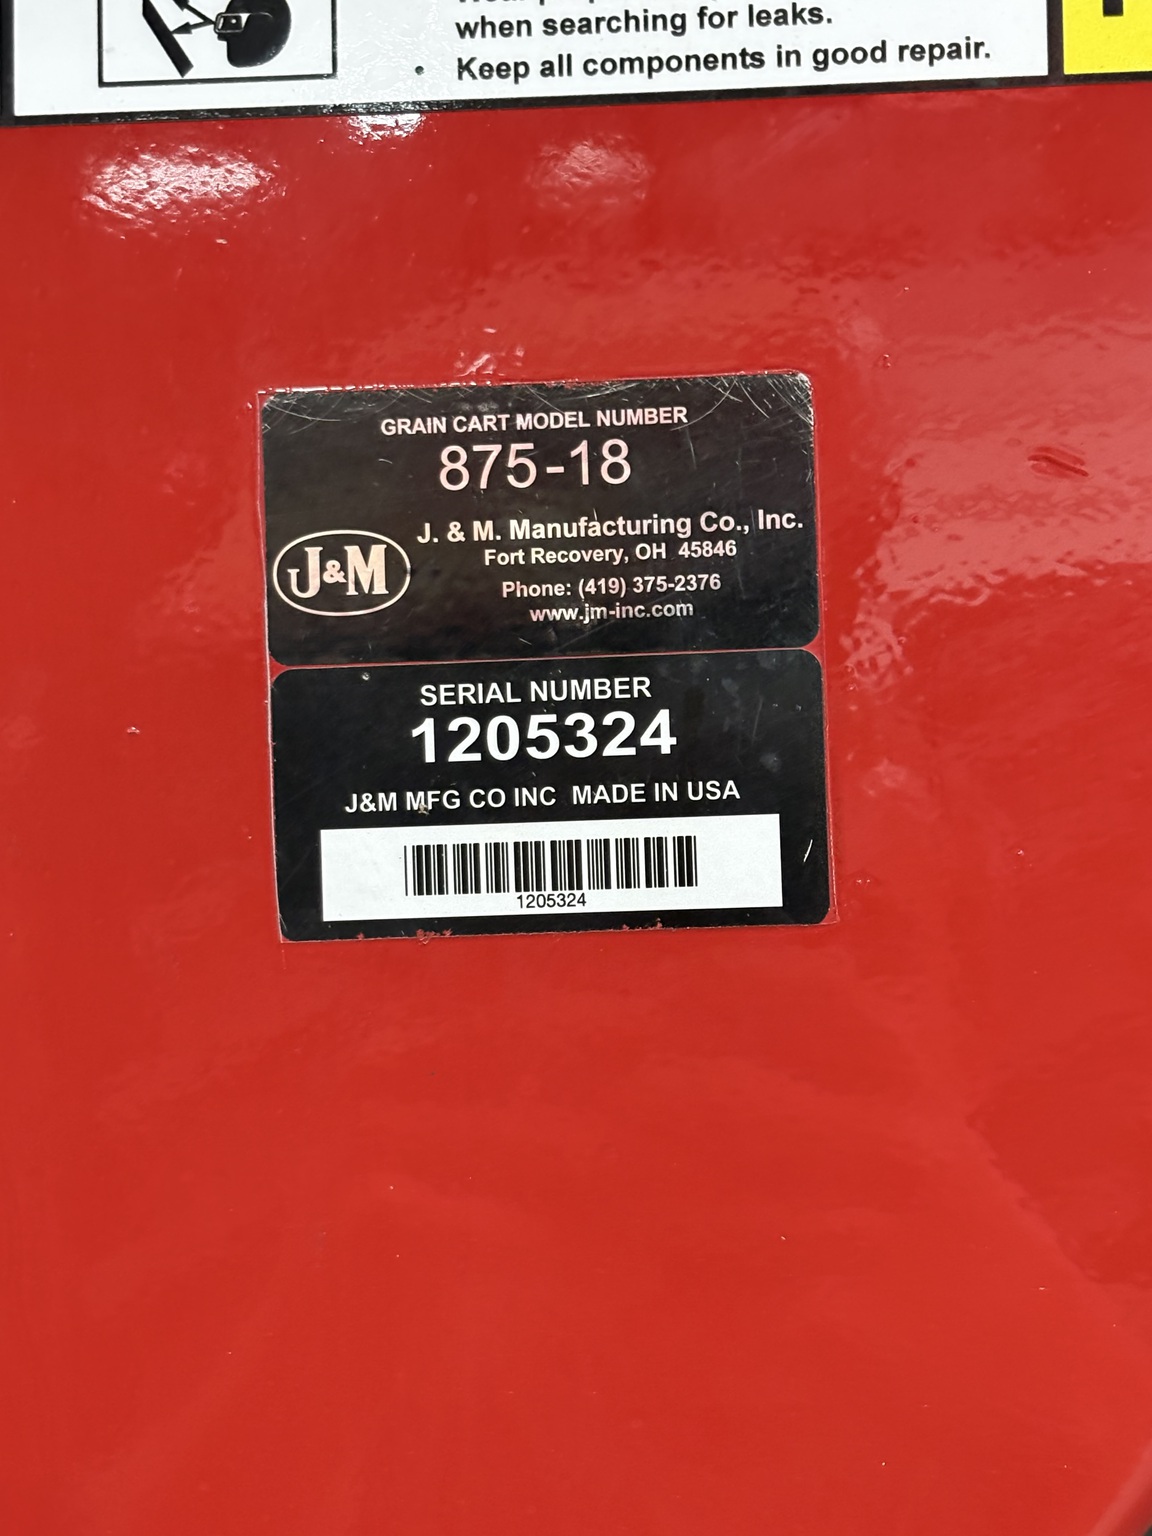 when searching for leaks.
• Keep all components in good repair.
GRAIN CART MODEL NUMBER
875-18
J&M
J. & M. Manufacturing Co., Inc.
Fort Recovery, OH 45846
Phone: (419) 375-2376
www.jm-inc.com
SERIAL NUMBER
1205324
J&M MFG CO INC MADE IN USA
1205324